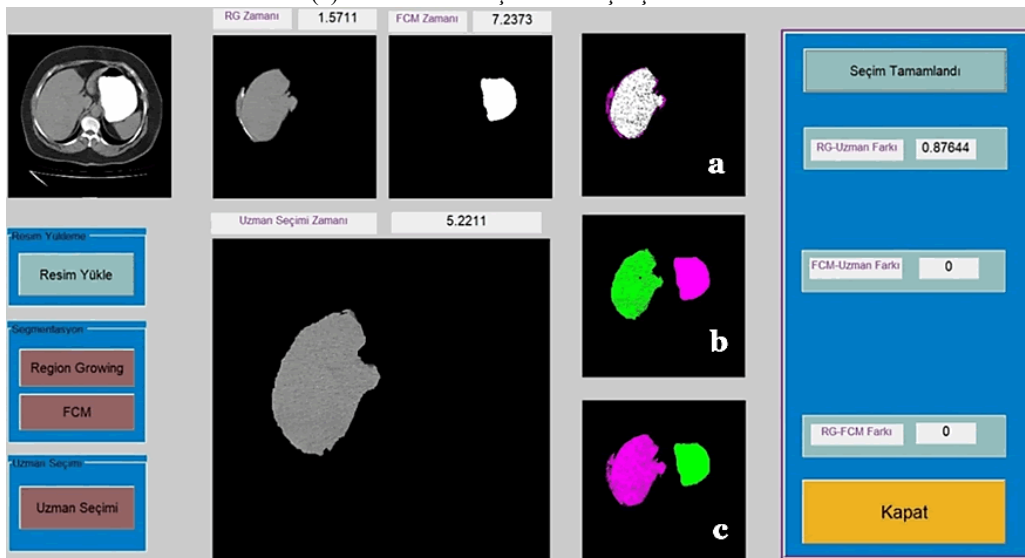 RG Zamanı 1.5711 FCM Zamanı 7.2373
a
Seçim Tamamlandı
RG-Uzman Farkı 0.87644
Uzman Seçimi Zamanı 5.2211
Resim Yükleme
Resim Yükle
FCM-Uzman Farkı 0
b
Segmentasyon
Region Growing
FCM
RG-FCM Farkı 0
Uzman Seçimi
Uzman Seçimi
Kapat
c